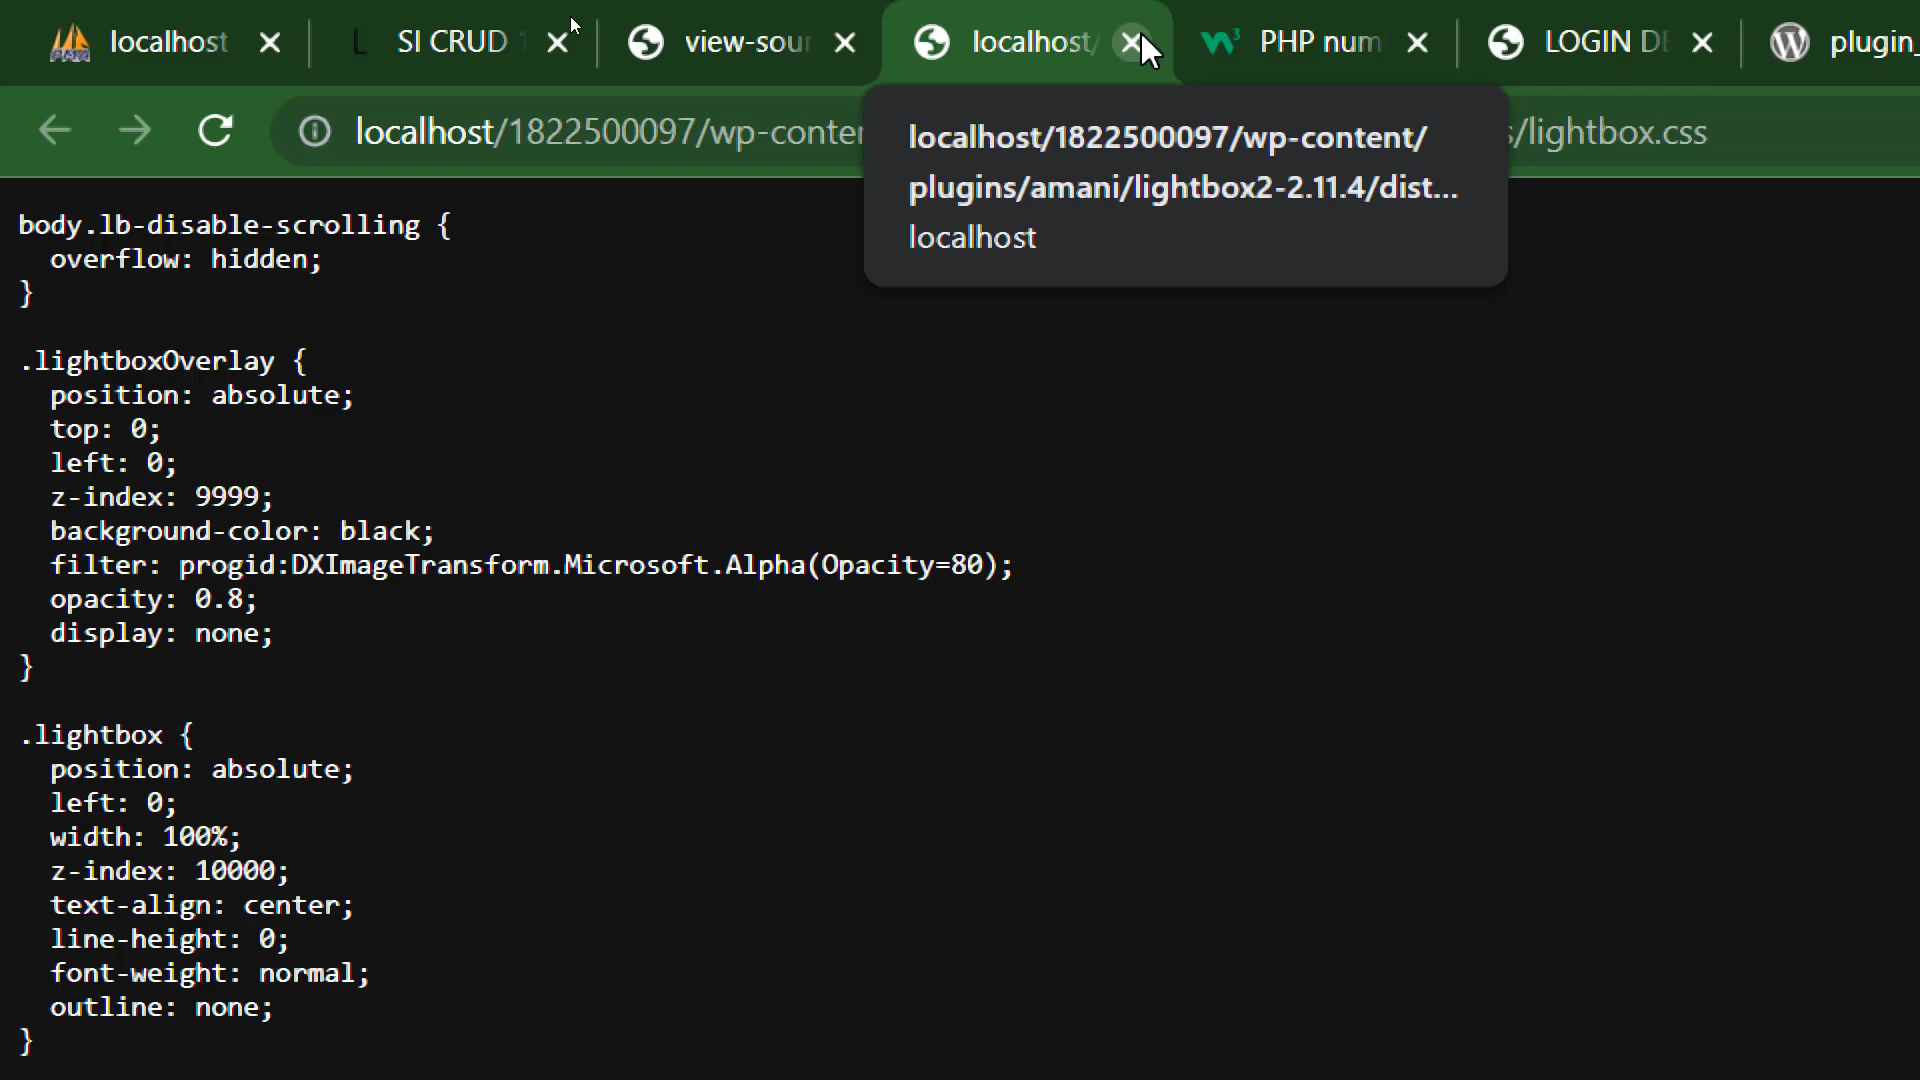 localhost
SI CRUD
view-sour
localhost/
PHP num
LOGIN DE
plugin_
localhost/1822500097/wp-conten
s/lightbox.css
localhost/1822500097/wp-content/
plugins/amani/lightbox2-2.11.4/dist...
localhost
body.lb-disable-scrolling {
overflow: hidden;
}
.lightboxOverlay {
position: absolute;
top: 0;
left: 0;
z-index: 9999;
background-color: black;
filter: progid:DXImageTransform.Microsoft.Alpha(Opacity=80);
opacity: 0.8;
display: none;
}
.lightbox {
position: absolute;
left: 0;
width: 100%;
z-index: 10000;
text-align: center;
line-height: 0;
font-weight: normal;
outline: none;
}